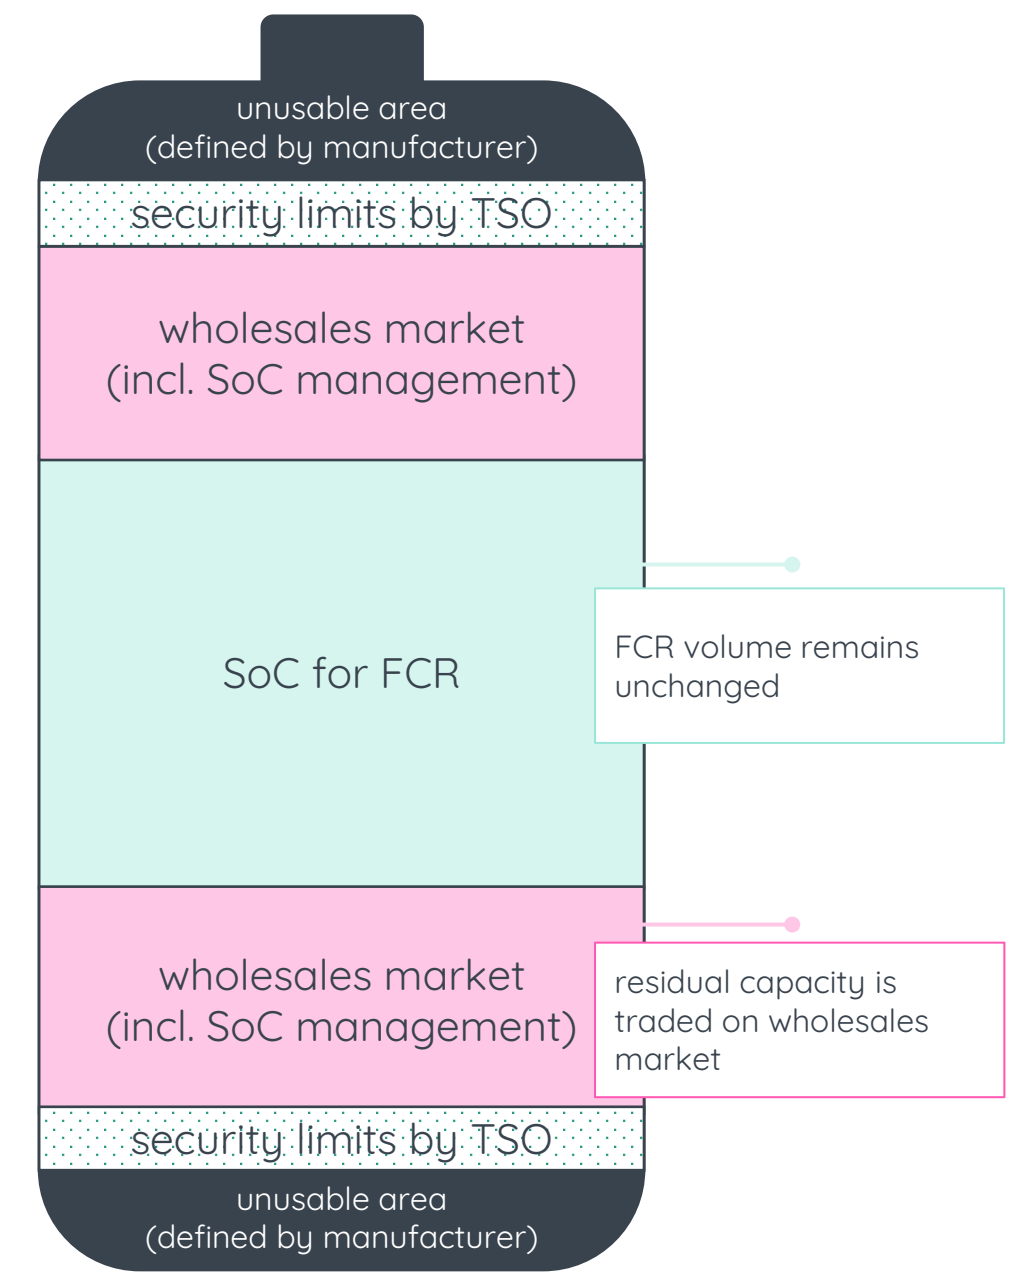 unusable area
(defined by manufacturer)
security limits by TSO
wholesales market
(incl. SoC management)
SoC for FCR
FCR volume remains
unchanged
wholesales market
(incl. SoC management)
residual capacity is
traded on wholesales
market
security limits by TSO
unusable area
(defined by manufacturer)